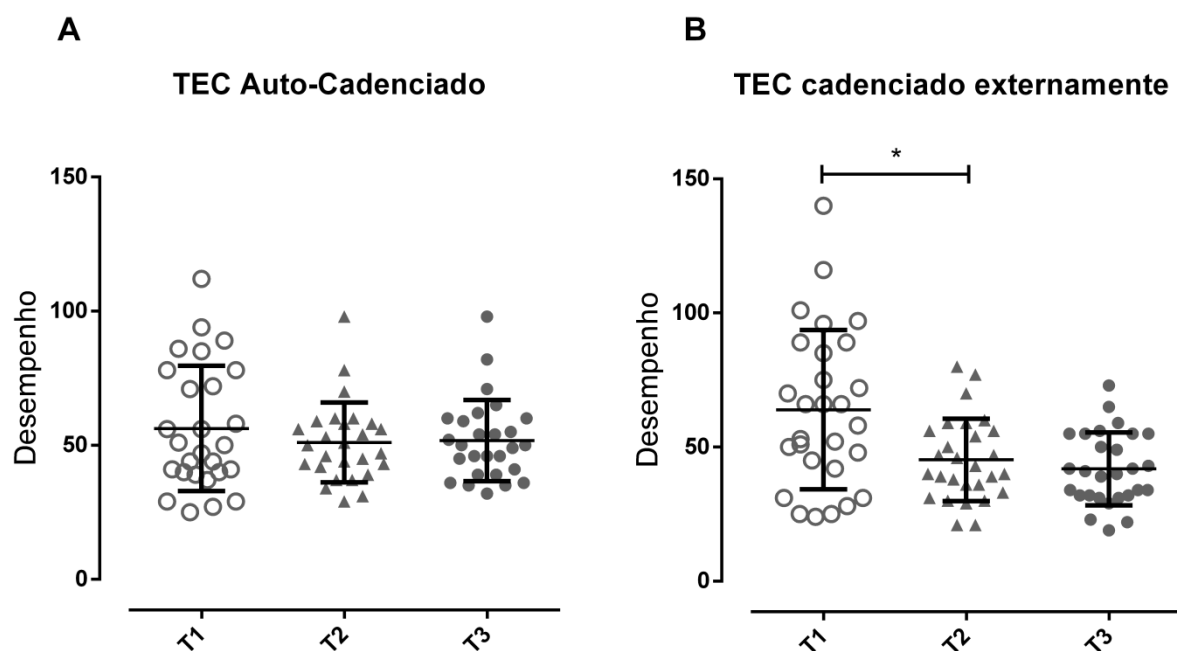 A
TEC Auto-Cadenciado
150
100
50
0
Desempenho
T1
T2
T3
B
TEC cadenciado externamente
*
150
100
50
0
Desempenho
T1
T2
T3